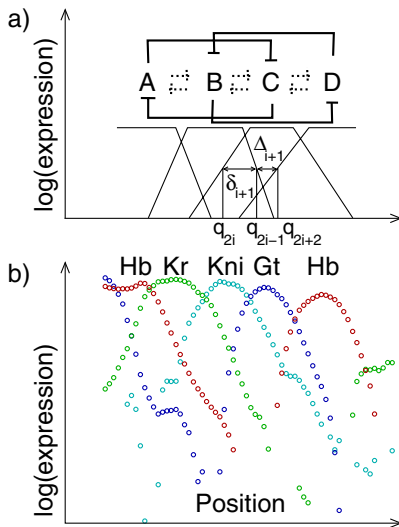 a)
log(expression)
A B C D
Δi+1
δi+1
q2i q2i-1 q2i+2
b)
Hb Kr Kni Gt Hb
log(expression)
Position